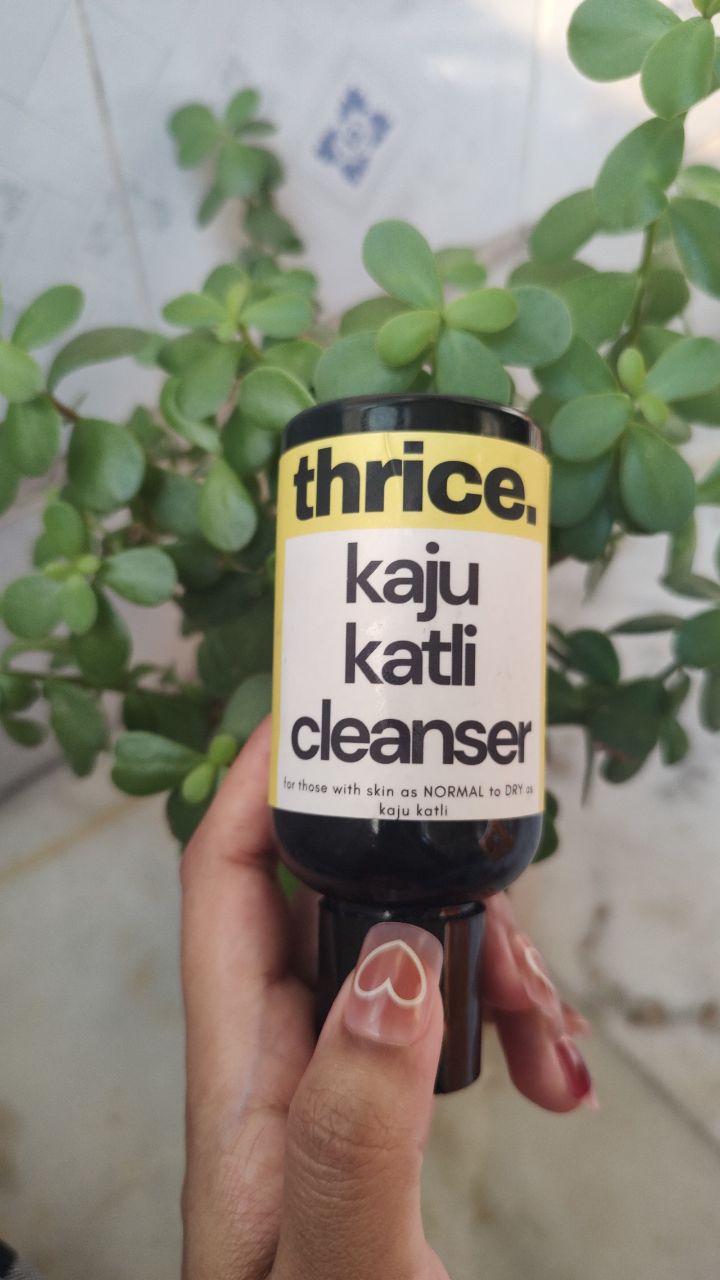 thrice.
kaju
katli
cleanser
for those with skin as NORMAL to DRY as
kaju katli